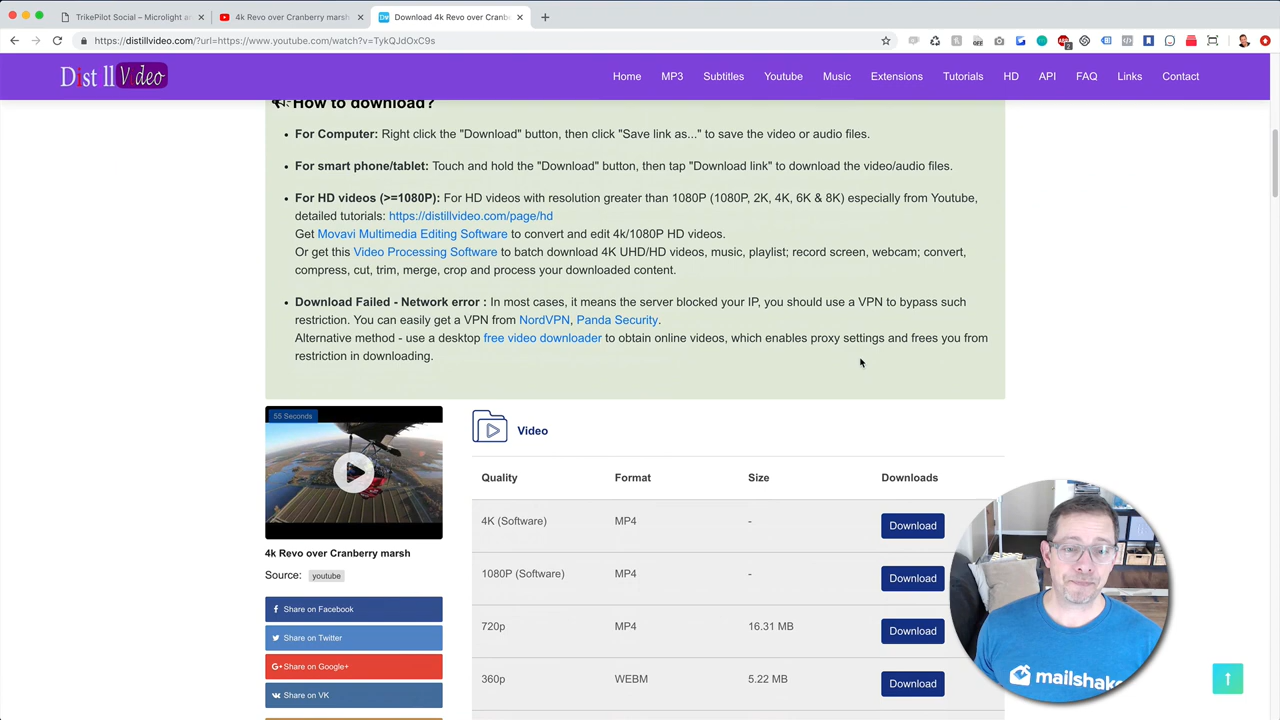 TrikePilot Social – Microlight a
4k Revo over Cranberry marsh
Download 4k Revo over Cranbe
https://distillvideo.com/?url=https://www.youtube.com/watch?v=TykQJdOxC9s
Dist ll Video
Home MP3 Subtitles Youtube Music Extensions Tutorials HD API FAQ Links Contact
How to download?
• For Computer: Right click the "Download" button, then click "Save link as..." to save the video or audio files.
• For smart phone/tablet: Touch and hold the "Download" button, then tap "Download link" to download the video/audio files.
• For HD videos (>=1080P): For HD videos with resolution greater than 1080P (1080P, 2K, 4K, 6K & 8K) especially from Youtube,
detailed tutorials: https://distillvideo.com/page/hd
Get Movavi Multimedia Editing Software to convert and edit 4k/1080P HD videos.
Or get this Video Processing Software to batch download 4K UHD/HD videos, music, playlist; record screen, webcam; convert,
compress, cut, trim, merge, crop and process your downloaded content.
• Download Failed - Network error : In most cases, it means the server blocked your IP, you should use a VPN to bypass such
restriction. You can easily get a VPN from NordVPN, Panda Security.
Alternative method - use a desktop free video downloader to obtain online videos, which enables proxy settings and frees you from
restriction in downloading.
55 Seconds
Video
Quality Format Size Downloads
4K (Software) MP4 - Download
1080P (Software) MP4 - Download
720p MP4 16.31 MB Download
360p WEBM 5.22 MB Download
4k Revo over Cranberry marsh
Source: youtube
Share on Facebook
Share on Twitter
Share on Google+
Share on VK
mailshake